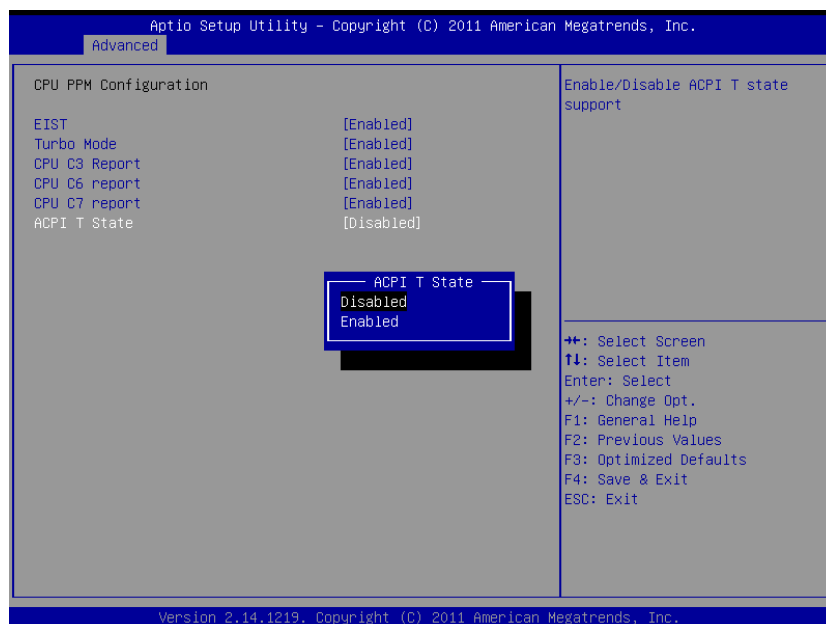 Aptio Setup Utility – Copyright (C) 2011 American Megatrends, Inc.
Advanced
CPU PPM Configuration
EIST [Enabled]
Turbo Mode [Enabled]
CPU C3 Report [Enabled]
CPU C6 report [Enabled]
CPU C7 report [Enabled]
ACPI T State [Disabled]
ACPI T State
Disabled
Enabled
Enable/Disable ACPI T state
support
→←: Select Screen
↑↓: Select Item
Enter: Select
+/-: Change Opt.
F1: General Help
F2: Previous Values
F3: Optimized Defaults
F4: Save & Exit
ESC: Exit
Version 2.14.1219. Copyright (C) 2011 American Megatrends, Inc.